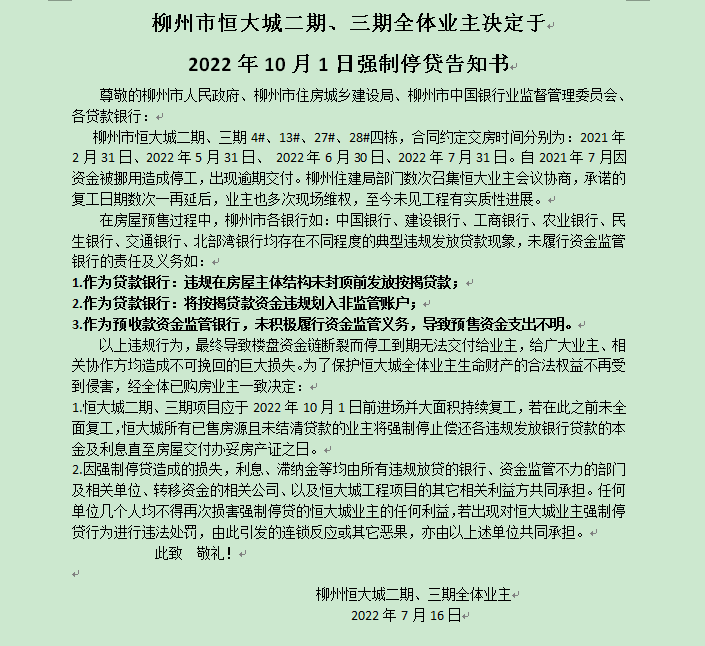 柳州市恒大城二期、三期全体业主决定于
2022 年 10 月 1 日强制停贷告知书
尊敬的柳州市人民政府、柳州市住房城乡建设局、柳州市中国银行业监督管理委员会、
各贷款银行：
柳州市恒大城二期、三期 4#、13#、27#、28#四栋，合同约定交房时间分别为：2021 年
2 月 31 日、2022 年 5 月 31 日、 2022 年 6 月 30 日、2022 年 7 月 31 日。自 2021 年 7 月因
资金被挪用造成停工，出现逾期交付。柳州住建局部门数次召集恒大业主会议协商，承诺的
复工日期数次一再延后，业主也多次现场维权，至今未见工程有实质性进展。
在房屋预售过程中，柳州市各银行如：中国银行、建设银行、工商银行、农业银行、民
生银行、交通银行、北部湾银行均存在不同程度的典型违规发放贷款现象，未履行资金监管
银行的责任及义务如：
1.作为贷款银行：违规在房屋主体结构未封顶前发放按揭贷款；
2.作为贷款银行：将按揭贷款资金违规划入非监管账户；
3.作为预收款资金监管银行，未积极履行资金监管义务，导致预售资金支出不明。
以上违规行为，最终导致楼盘资金链断裂而停工到期无法交付给业主，给广大业主、相
关协作方均造成不可挽回的巨大损失。为了保护恒大城全体业主生命财产的合法权益不再受
到侵害，经全体已购房业主一致决定：
1.恒大城二期、三期项目应于 2022 年 10 月 1 日前进场并大面积持续复工，若在此之前未全
面复工，恒大城所有已售房源且未结清贷款的业主将强制停止偿还各违规发放银行贷款的本
金及利息直至房屋交付办妥房产证之日。
2.因强制停贷造成的损失，利息、滞纳金等均由所有违规放贷的银行、资金监管不力的部门
及相关单位、转移资金的相关公司、以及恒大城工程项目的其它相关利益方共同承担。任何
单位几个人均不得再次损害强制停贷的恒大城业主的任何利益，若出现对恒大城业主强制停
贷行为进行违法处罚，由此引发的连锁反应或其它恶果，亦由以上述单位共同承担。
此致 敬礼！
柳州恒大城二期、三期全体业主
2022 年 7 月 16 日